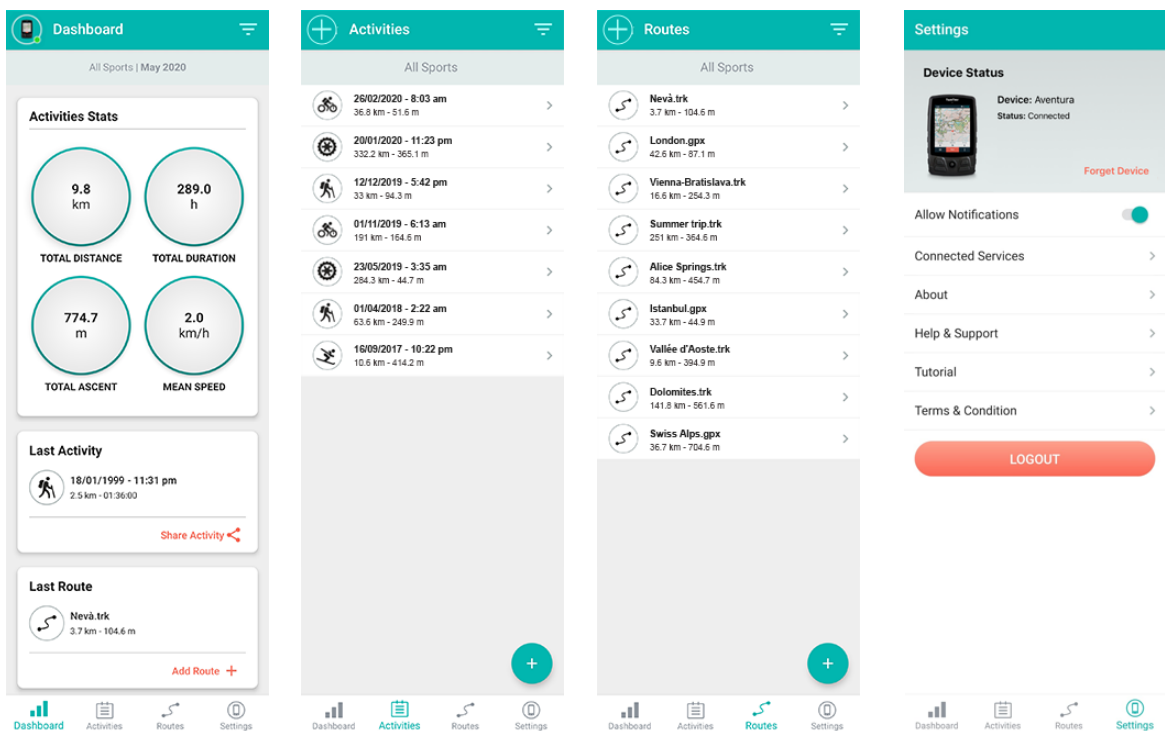 Dashboard
All Sports | May 2020
Activities Stats
9.8
km
289.0
h
TOTAL DISTANCE
TOTAL DURATION
774.7
m
2.0
km/h
TOTAL ASCENT
MEAN SPEED
Last Activity
18/01/1999 - 11:31 pm
2.5 km - 01:36:00
Share Activity
Last Route
Nevà.trk
3.7 km - 104.6 m
Add Route +
Dashboard
Activities
Routes
Settings
Activities
All Sports
26/02/2020 - 8:03 am
36.8 km - 51.6 m
20/01/2020 - 11:23 pm
332.2 km - 365.1 m
12/12/2019 - 5:42 pm
33 km - 94.3 m
01/11/2019 - 6:13 am
191 km - 164.6 m
23/05/2019 - 3:35 am
284.3 km - 44.7 m
01/04/2018 - 2:22 am
63.6 km - 249.9 m
16/09/2017 - 10:22 pm
10.6 km - 414.2 m
Dashboard
Activities
Routes
Settings
Routes
All Sports
Nevà.trk
3.7 km - 104.6 m
London.gpx
42.6 km - 87.1 m
Vienna-Bratislava.trk
16.6 km - 254.3 m
Summer trip.trk
251 km - 364.6 m
Alice Springs.trk
84.3 km - 454.7 m
Istanbul.gpx
33.7 km - 44.9 m
Vallée d'Aoste.trk
9.6 km - 394.9 m
Dolomites.trk
141.8 km - 561.6 m
Swiss Alps.gpx
36.7 km - 704.6 m
Dashboard
Activities
Routes
Settings
Settings
Device Status
Device: Aventura
Status: Connected
Forget Device
Allow Notifications
Connected Services
About
Help & Support
Tutorial
Terms & Condition
LOGOUT
Dashboard
Activities
Routes
Settings